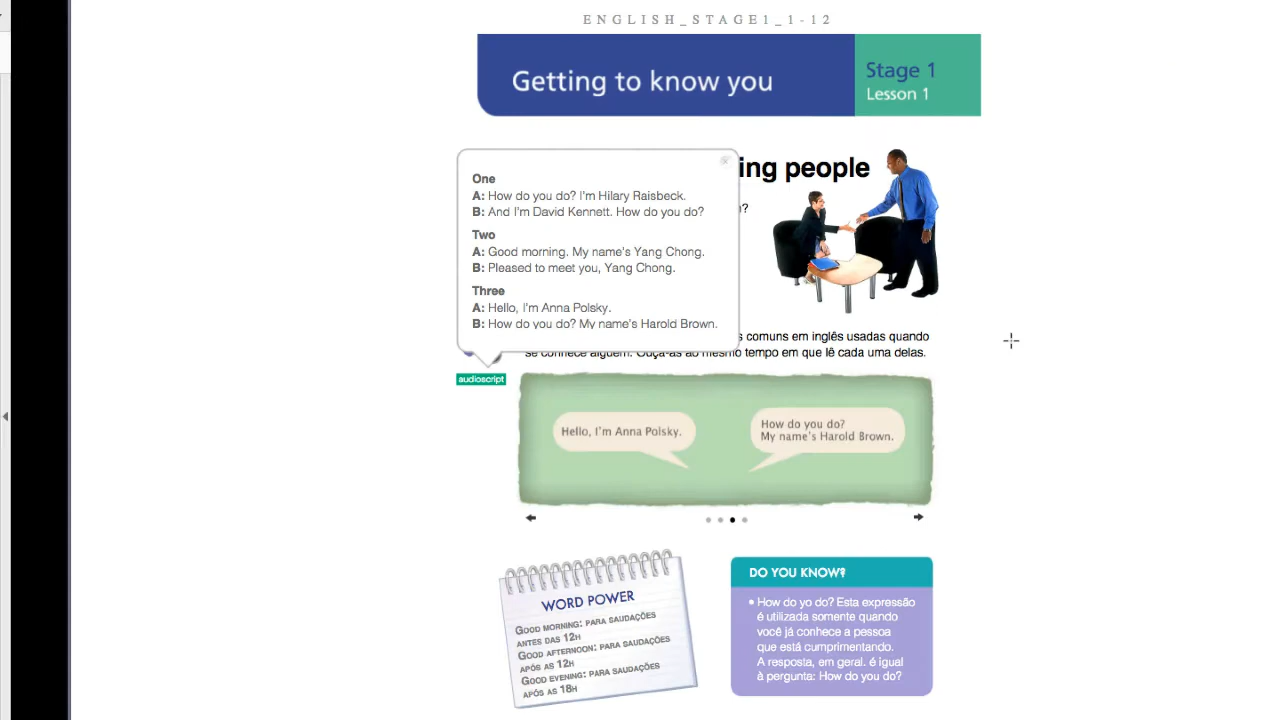 ENGLISH_STAGE1_1-12
Getting to know you
Stage 1
Lesson 1
ing people
One
A: How do you do? I'm Hilary Raisbeck.
B: And I'm David Kennett. How do you do?
Two
A: Good morning. My name's Yang Chong.
B: Pleased to meet you, Yang Chong.
Three
A: Hello, I'm Anna Polsky.
B: How do you do? My name's Harold Brown.
s comuns em inglês usadas quando
se conhece alguém. Ouça-as ao mesmo tempo em que lê cada uma delas.
audioscript
Hello, I'm Anna Polsky.
How do you do?
My name's Harold Brown.
WORD POWER
GOOD MORNING: PARA SAUDAÇÕES
ANTES DAS 12H
GOOD AFTERNOON: PARA SAUDAÇÕES
APÓS AS 12H
GOOD EVENING: PARA SAUDAÇÕES
APÓS AS 18H
DO YOU KNOW?
• How do yo do? Esta expressão
é utilizada somente quando
você já conhece a pessoa
que está cumprimentando.
A resposta, em geral. é igual
à pergunta: How do you do?